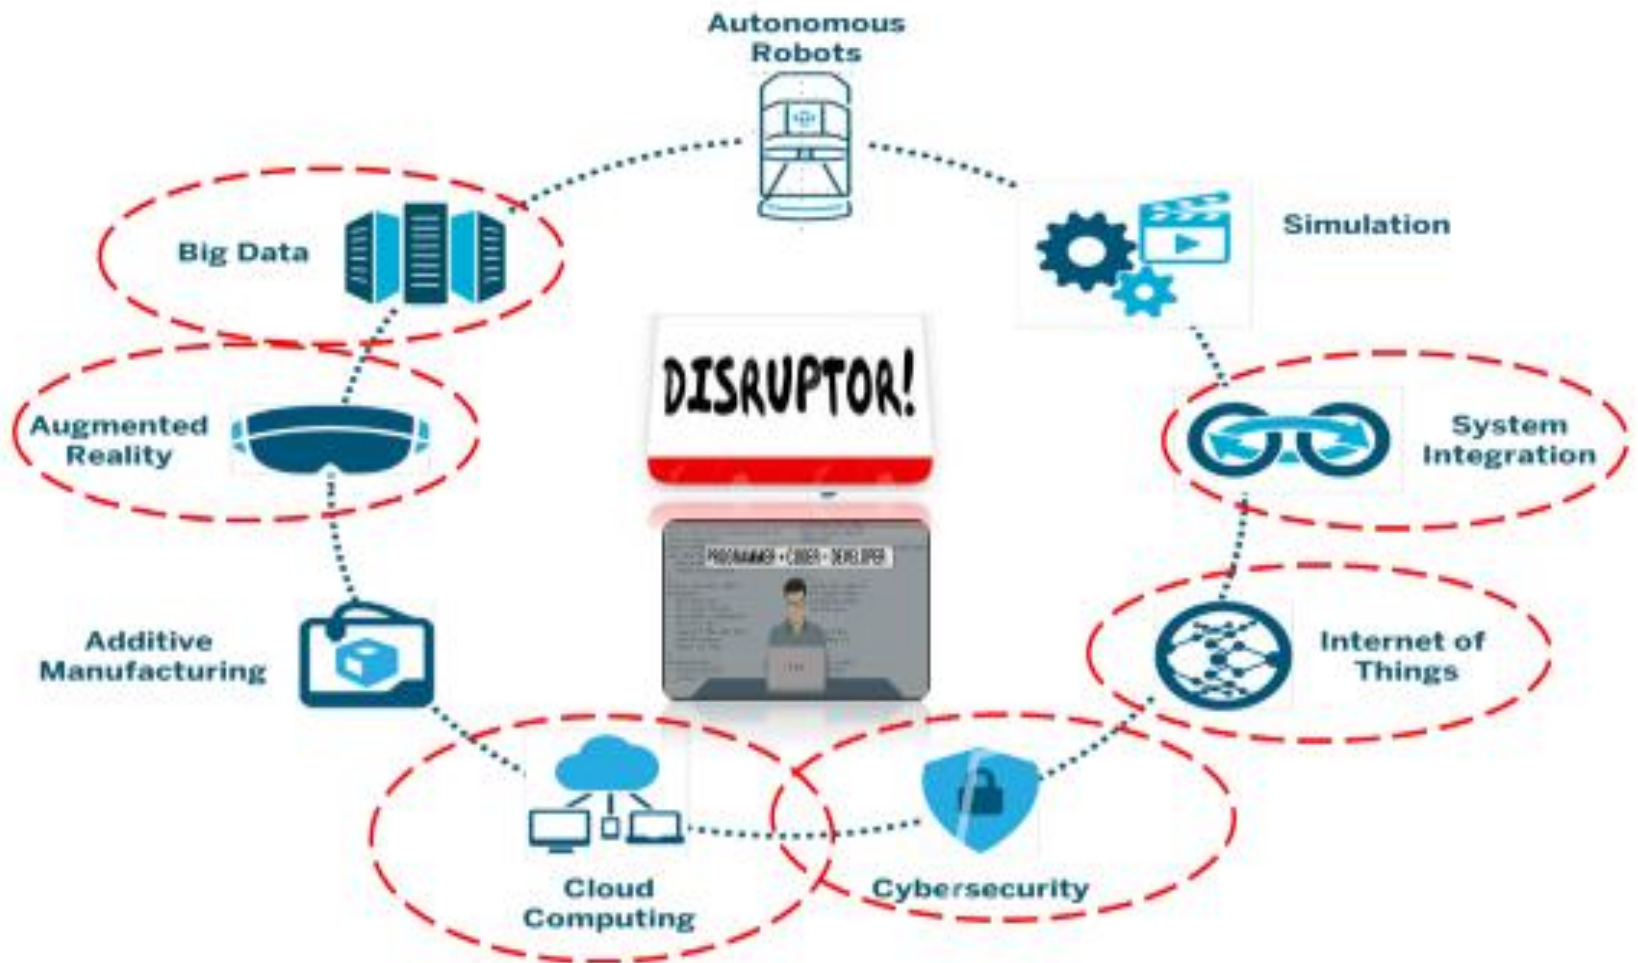 Autonomous
Robots
Simulation
Big Data
DISRUPTOR!
Augmented
Reality
System
Integration
PROGRAMMER + CODER + DEVELOPER
Additive
Manufacturing
Internet of
Things
Cloud
Computing
Cybersecurity